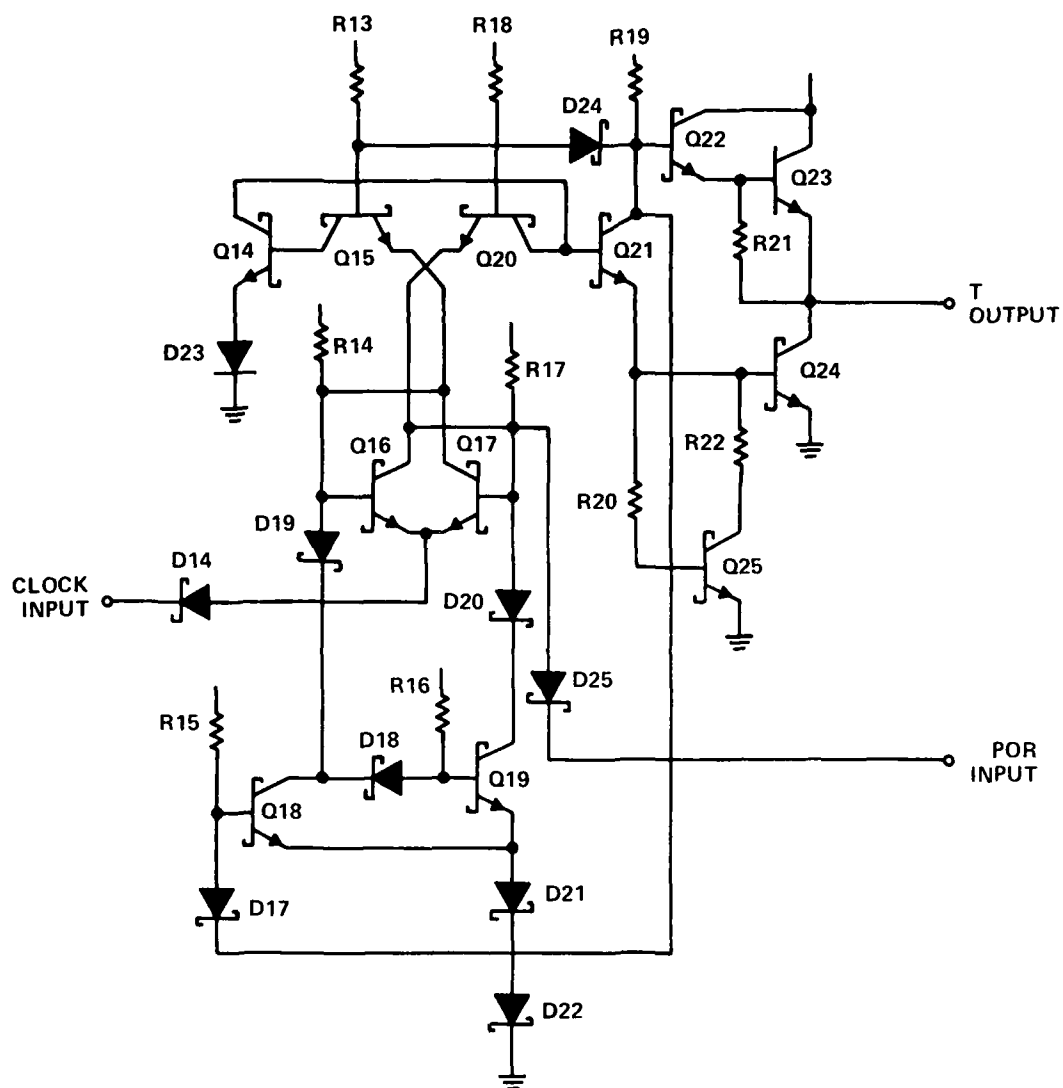 R13
R18
R19
D24
Q22
Q23
Q14
Q15
Q20
Q21
R21
T
OUTPUT
D23
R14
R17
Q24
Q16
Q17
R22
R20
D19
D14
CLOCK
INPUT
D20
Q25
R16
D25
R15
D18
POR
INPUT
Q18
Q19
D17
D21
D22